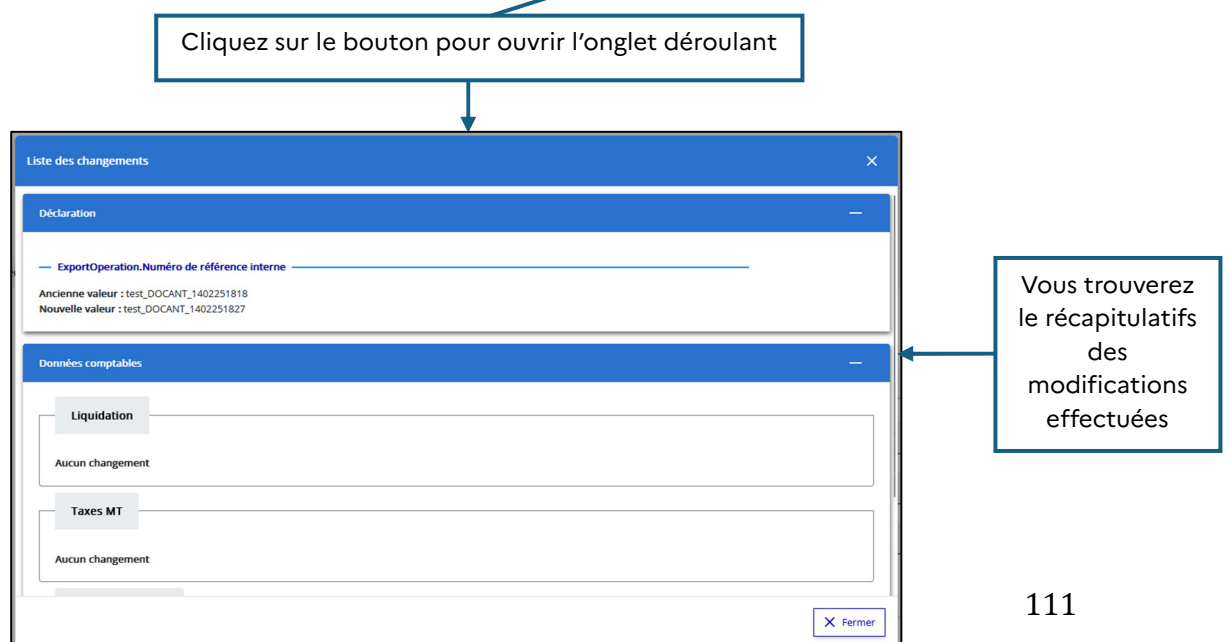 Cliquez sur le bouton pour ouvrir l’onglet déroulant
Liste des changements
Déclaration
ExportOperation.Numéro de référence interne
Ancienne valeur : test_DOCANT_1402251818
Nouvelle valeur : test_DOCANT_1402251827
Données comptables
Liquidation
Aucun changement
Taxes MT
Aucun changement
Fermer
Vous trouverez
le récapitulatifs
des
modifications
effectuées
111